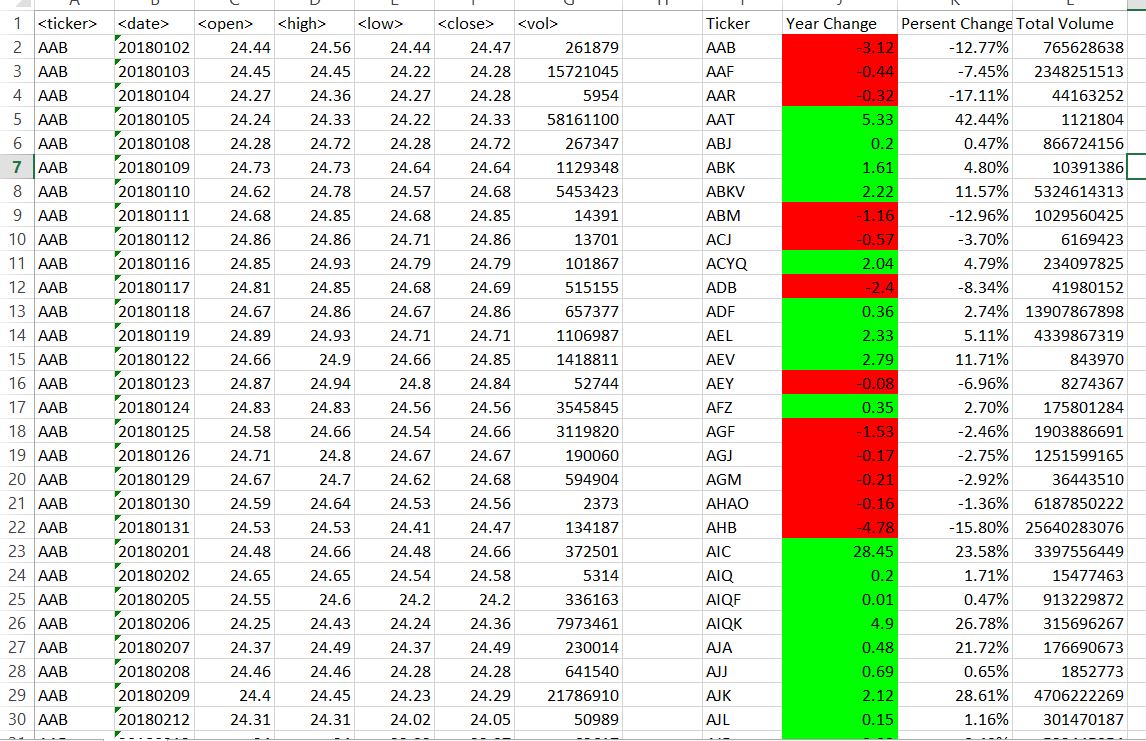 1 <ticker> <date> <open> <high> <low> <close> <vol> Ticker Year Change Persent Change Total Volume
2 AAB 20180102 24.44 24.56 24.44 24.47 261879 AAB -3.12 -12.77% 765628638
3 AAB 20180103 24.45 24.45 24.22 24.28 15721045 AAF -0.44 -7.45% 2348251513
4 AAB 20180104 24.27 24.36 24.27 24.28 5954 AAR -0.32 -17.11% 44163252
5 AAB 20180105 24.24 24.33 24.22 24.33 58161100 AAT 5.33 42.44% 1121804
6 AAB 20180108 24.28 24.72 24.28 24.72 267347 ABJ 0.2 0.47% 866724156
7 AAB 20180109 24.73 24.73 24.64 24.64 1129348 ABK 1.61 4.80% 10391386
8 AAB 20180110 24.62 24.78 24.57 24.68 5453423 ABKV 2.22 11.57% 5324614313
9 AAB 20180111 24.68 24.85 24.68 24.85 14391 ABM -1.16 -12.96% 1029560425
10 AAB 20180112 24.86 24.86 24.71 24.86 13701 ACJ -0.57 -3.70% 6169423
11 AAB 20180116 24.85 24.93 24.79 24.79 101867 ACYQ 2.04 4.79% 234097825
12 AAB 20180117 24.81 24.85 24.68 24.69 515155 ADB -2.4 -8.34% 41980152
13 AAB 20180118 24.67 24.86 24.67 24.86 657377 ADF 0.36 2.74% 13907867898
14 AAB 20180119 24.89 24.93 24.71 24.71 1106987 AEL 2.33 5.11% 4339867319
15 AAB 20180122 24.66 24.9 24.66 24.85 1418811 AEV 2.79 11.71% 843970
16 AAB 20180123 24.87 24.94 24.8 24.84 52744 AEY -0.08 -6.96% 8274367
17 AAB 20180124 24.83 24.83 24.56 24.56 3545845 AFZ 0.35 2.70% 175801284
18 AAB 20180125 24.58 24.66 24.54 24.66 3119820 AGF -1.53 -2.46% 1903886691
19 AAB 20180126 24.71 24.8 24.67 24.67 190060 AGJ -0.17 -2.75% 1251599165
20 AAB 20180129 24.67 24.7 24.62 24.68 594904 AGM -0.21 -2.92% 36443510
21 AAB 20180130 24.59 24.64 24.53 24.56 2373 AHAO -0.16 -1.36% 6187850222
22 AAB 20180131 24.53 24.53 24.41 24.47 134187 AHB -4.78 -15.80% 25640283076
23 AAB 20180201 24.48 24.66 24.48 24.66 372501 AIC 28.45 23.58% 3397556449
24 AAB 20180202 24.65 24.65 24.54 24.58 5314 AIQ 0.2 1.71% 15477463
25 AAB 20180205 24.55 24.6 24.2 24.2 336163 AIQF 0.01 0.47% 913229872
26 AAB 20180206 24.25 24.43 24.24 24.36 7973461 AIQK 4.9 26.78% 315696267
27 AAB 20180207 24.37 24.49 24.37 24.49 230014 AJA 0.48 21.72% 176690673
28 AAB 20180208 24.46 24.46 24.28 24.28 641540 AJJ 0.69 0.65% 1852773
29 AAB 20180209 24.4 24.45 24.23 24.29 21786910 AJK 2.12 28.61% 4706222269
30 AAB 20180212 24.31 24.31 24.02 24.05 50989 AJL 0.15 1.16% 301470187